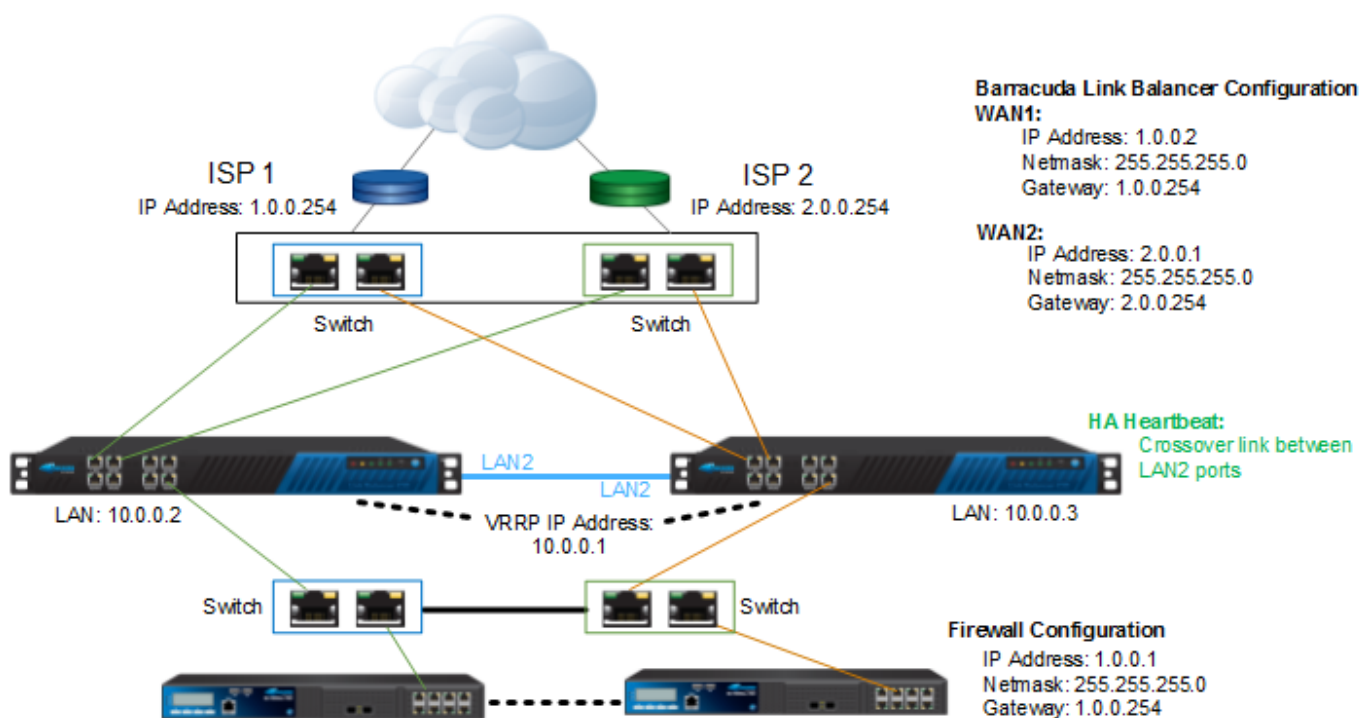 ISP 1
IP Address: 1.0.0.254
ISP 2
IP Address: 2.0.0.254
Switch
Switch
Barracuda Link Balancer Configuration
WAN1:
IP Address: 1.0.0.2
Netmask: 255.255.255.0
Gateway: 1.0.0.254
WAN2:
IP Address: 2.0.0.1
Netmask: 255.255.255.0
Gateway: 2.0.0.254
LAN2
LAN2
LAN: 10.0.0.2
VRRP IP Address:
10.0.0.1
LAN: 10.0.0.3
HA Heartbeat:
Crossover link between
LAN2 ports
Switch
Switch
Firewall Configuration
IP Address: 1.0.0.1
Netmask: 255.255.255.0
Gateway: 1.0.0.254